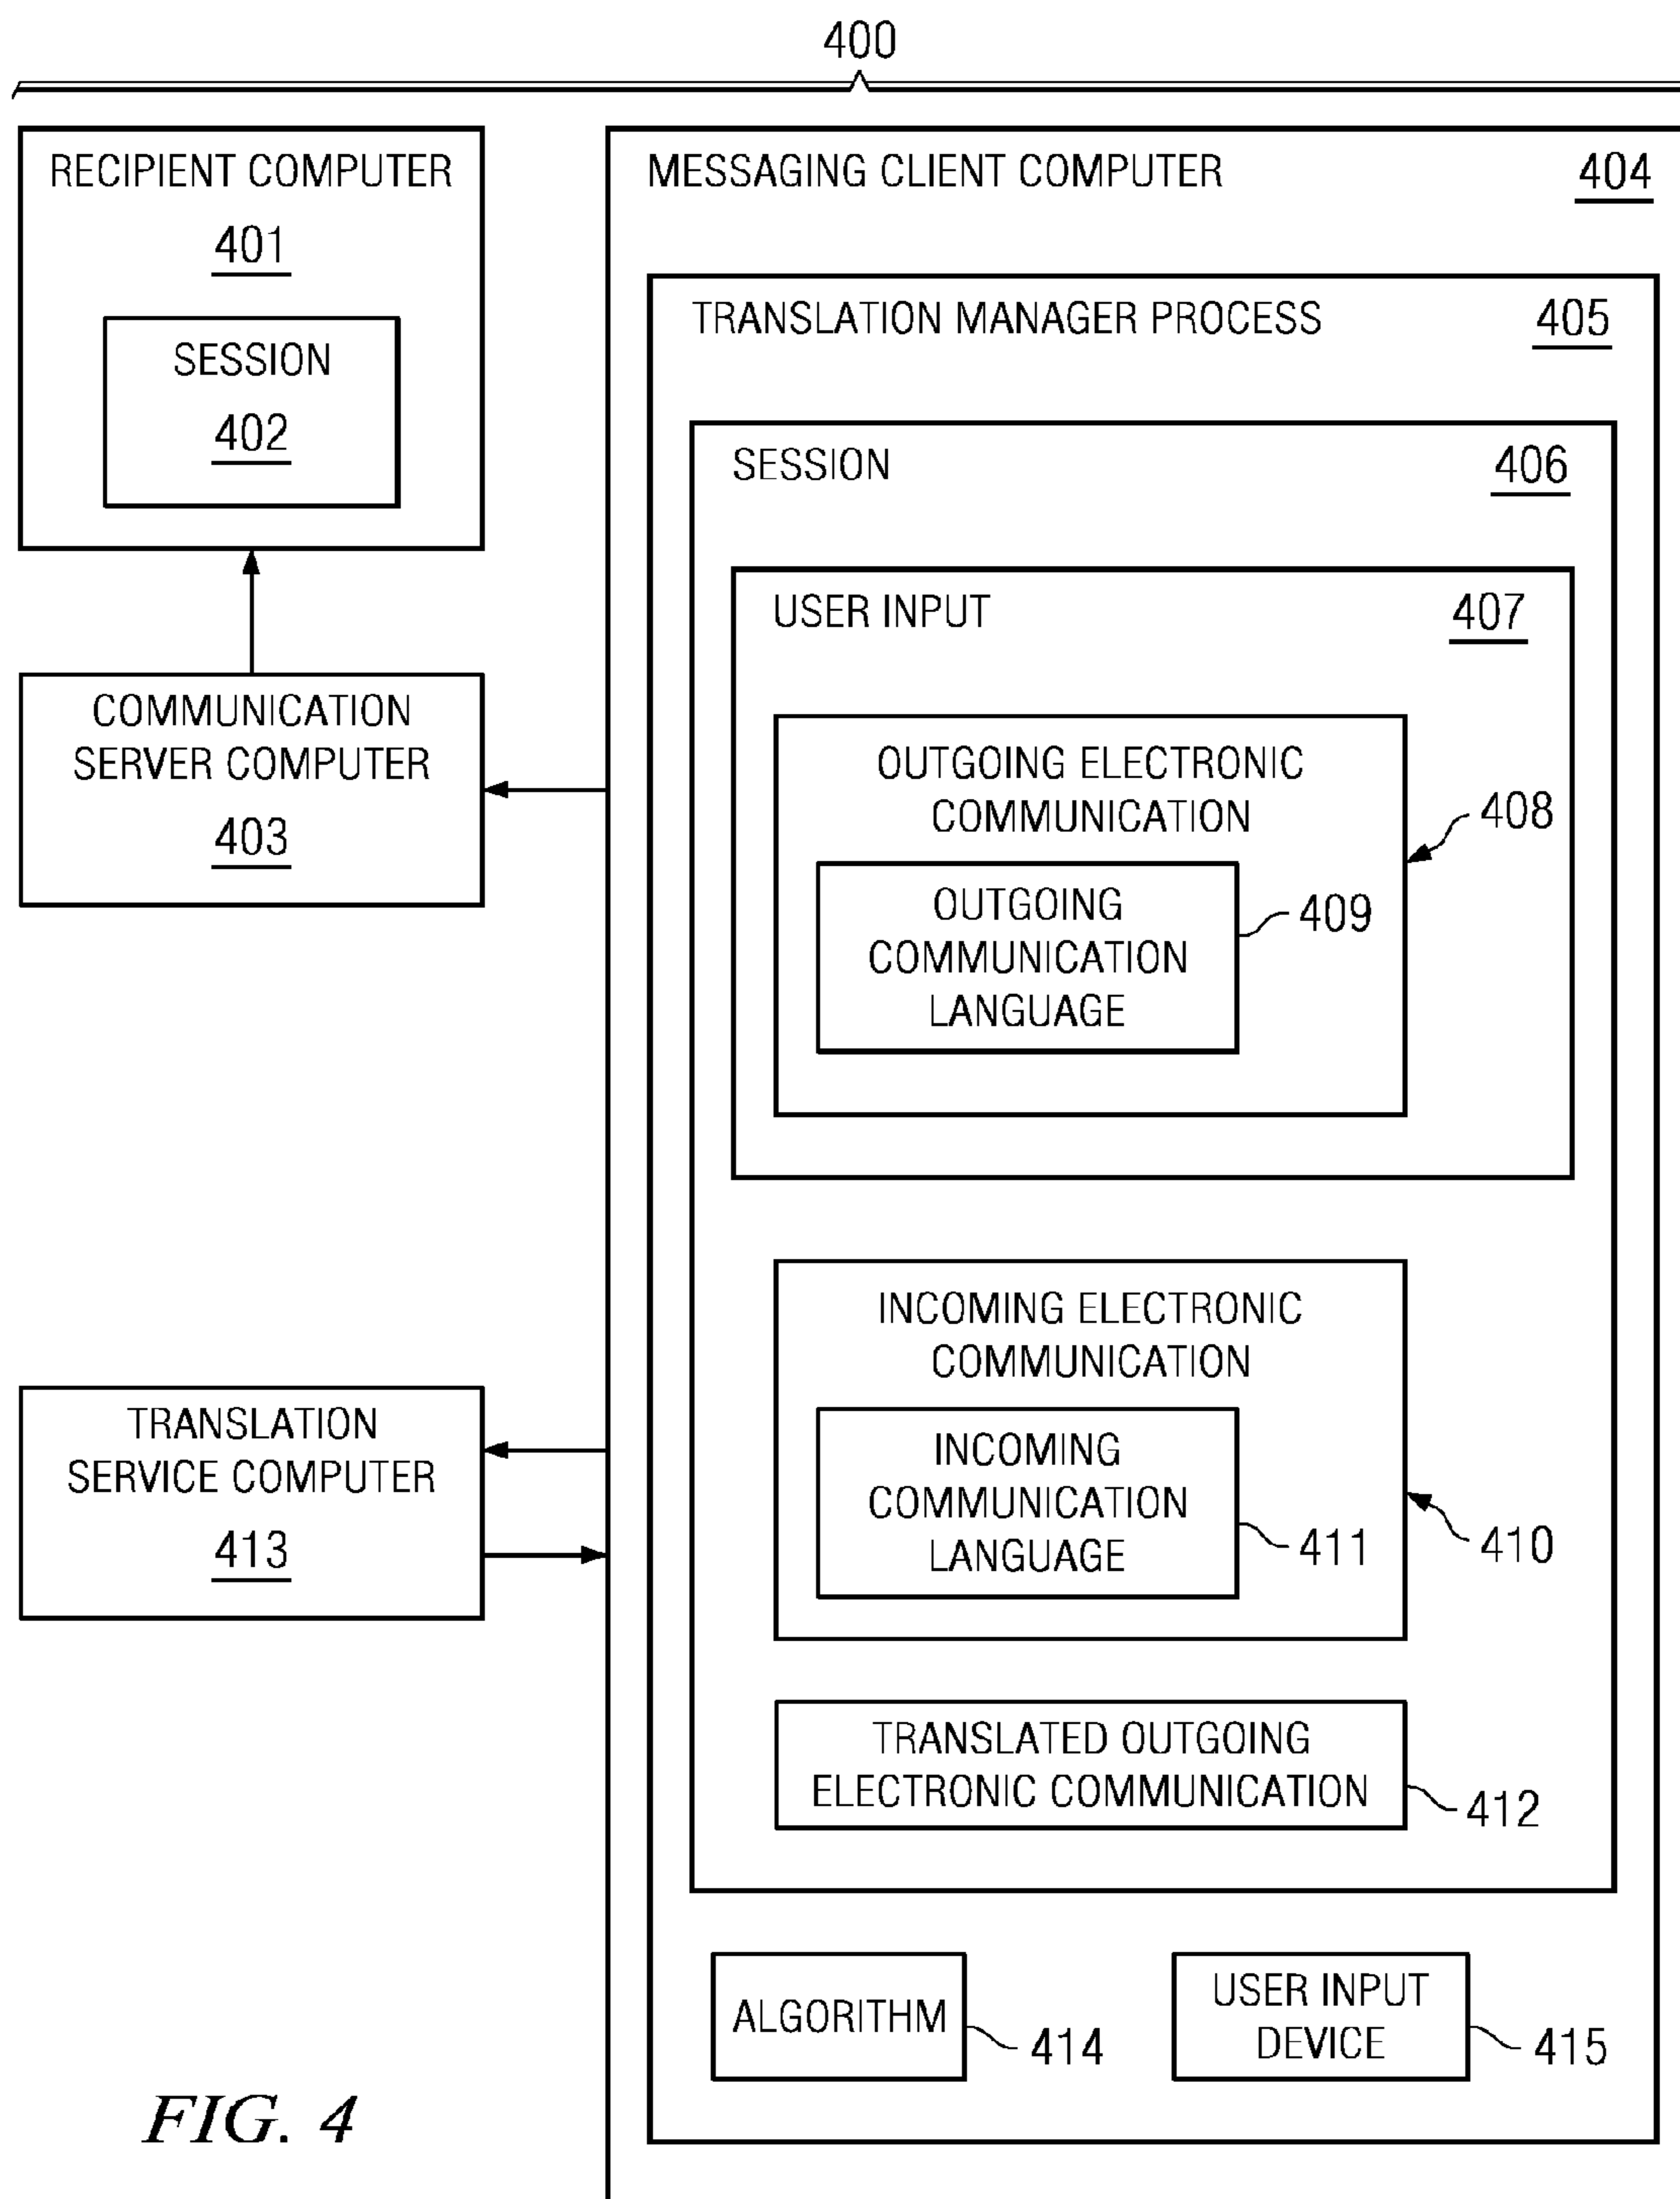 400
RECIPIENT COMPUTER
401
SESSION
402
COMMUNICATION
SERVER COMPUTER
403
TRANSLATION
SERVICE COMPUTER
413
MESSAGING CLIENT COMPUTER
404
TRANSLATION MANAGER PROCESS
405
SESSION
406
USER INPUT
407
OUTGOING ELECTRONIC
COMMUNICATION
408
OUTGOING
COMMUNICATION
LANGUAGE
409
INCOMING ELECTRONIC
COMMUNICATION
INCOMING
COMMUNICATION
LANGUAGE
411
410
TRANSLATED OUTGOING
ELECTRONIC COMMUNICATION
412
ALGORITHM
414
USER INPUT
DEVICE
415
FIG. 4